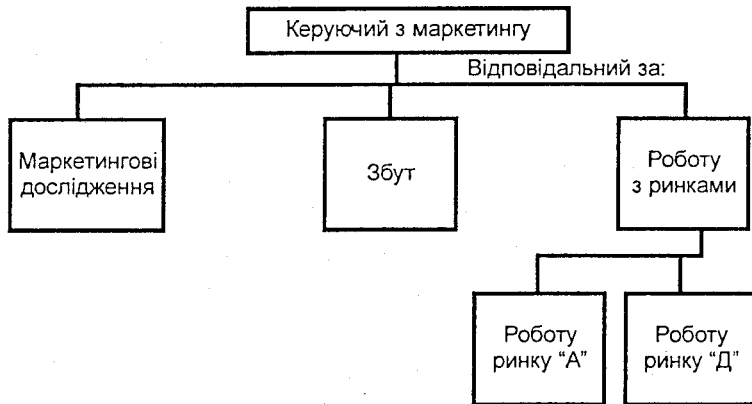 Керуючий з маркетингу
Відповідальний за:
Маркетингові
дослідження
Збут
Роботу
з ринками
Роботу
ринку “А”
Роботу
ринку “Д”